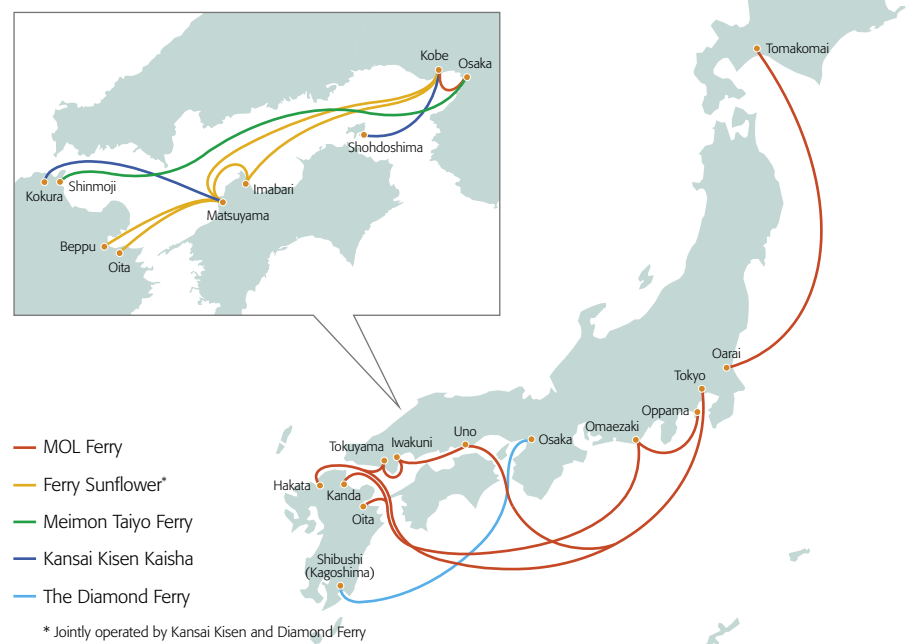 Kobe
Osaka
Shohdoshima
Kokura
Shinmoji
Imabari
Matsuyama
Beppu
Oita
Tomakomai
Oarai
Tokyo
Oppama
Omaezaki
Osaka
Uno
Iwakuni
Tokuyama
Hakata
Kanda
Oita
Shibushi
(Kagoshima)
MOL Ferry
Ferry Sunflower*
Meimon Taiyo Ferry
Kansai Kisen Kaisha
The Diamond Ferry
* Jointly operated by Kansai Kisen and Diamond Ferry